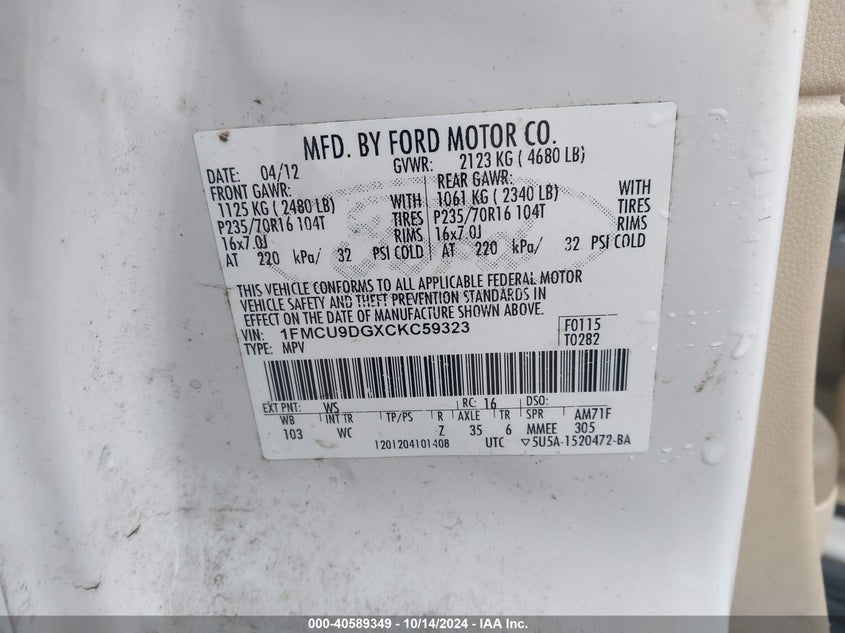 MFD. BY FORD MOTOR CO.
DATE: 04/12 GVWR: 2123 KG ( 4680 LB)
FRONT GAWR: REAR GAWR:
1125 KG ( 2480 LB) WITH 1061 KG ( 2340 LB) WITH
P235/70R16 104T TIRES P235/70R16 104T TIRES
16x7.0J RIMS 16x7.0J RIMS
AT 220 kPa/ 32 PSI COLD AT 220 kPa/ 32 PSI COLD
THIS VEHICLE CONFORMS TO ALL APPLICABLE FEDERAL MOTOR
VEHICLE SAFETY AND THEFT PREVENTION STANDARDS IN
EFFECT ON THE DATE OF MANUFACTURE SHOWN ABOVE.
VIN: 1FMCU9DGXCKC59323 F0115
TYPE: MPV T0282
EXT PNT: WS RC: 16 DSO:
WB INT TR TP/PS R AXLE TR SPR AM71F
103 WC Z 35 6 MMEE 305
1201204101408 UTC ▽5U5A-1520472-BA
000-40589349 - 10/14/2024 - IAA Inc.